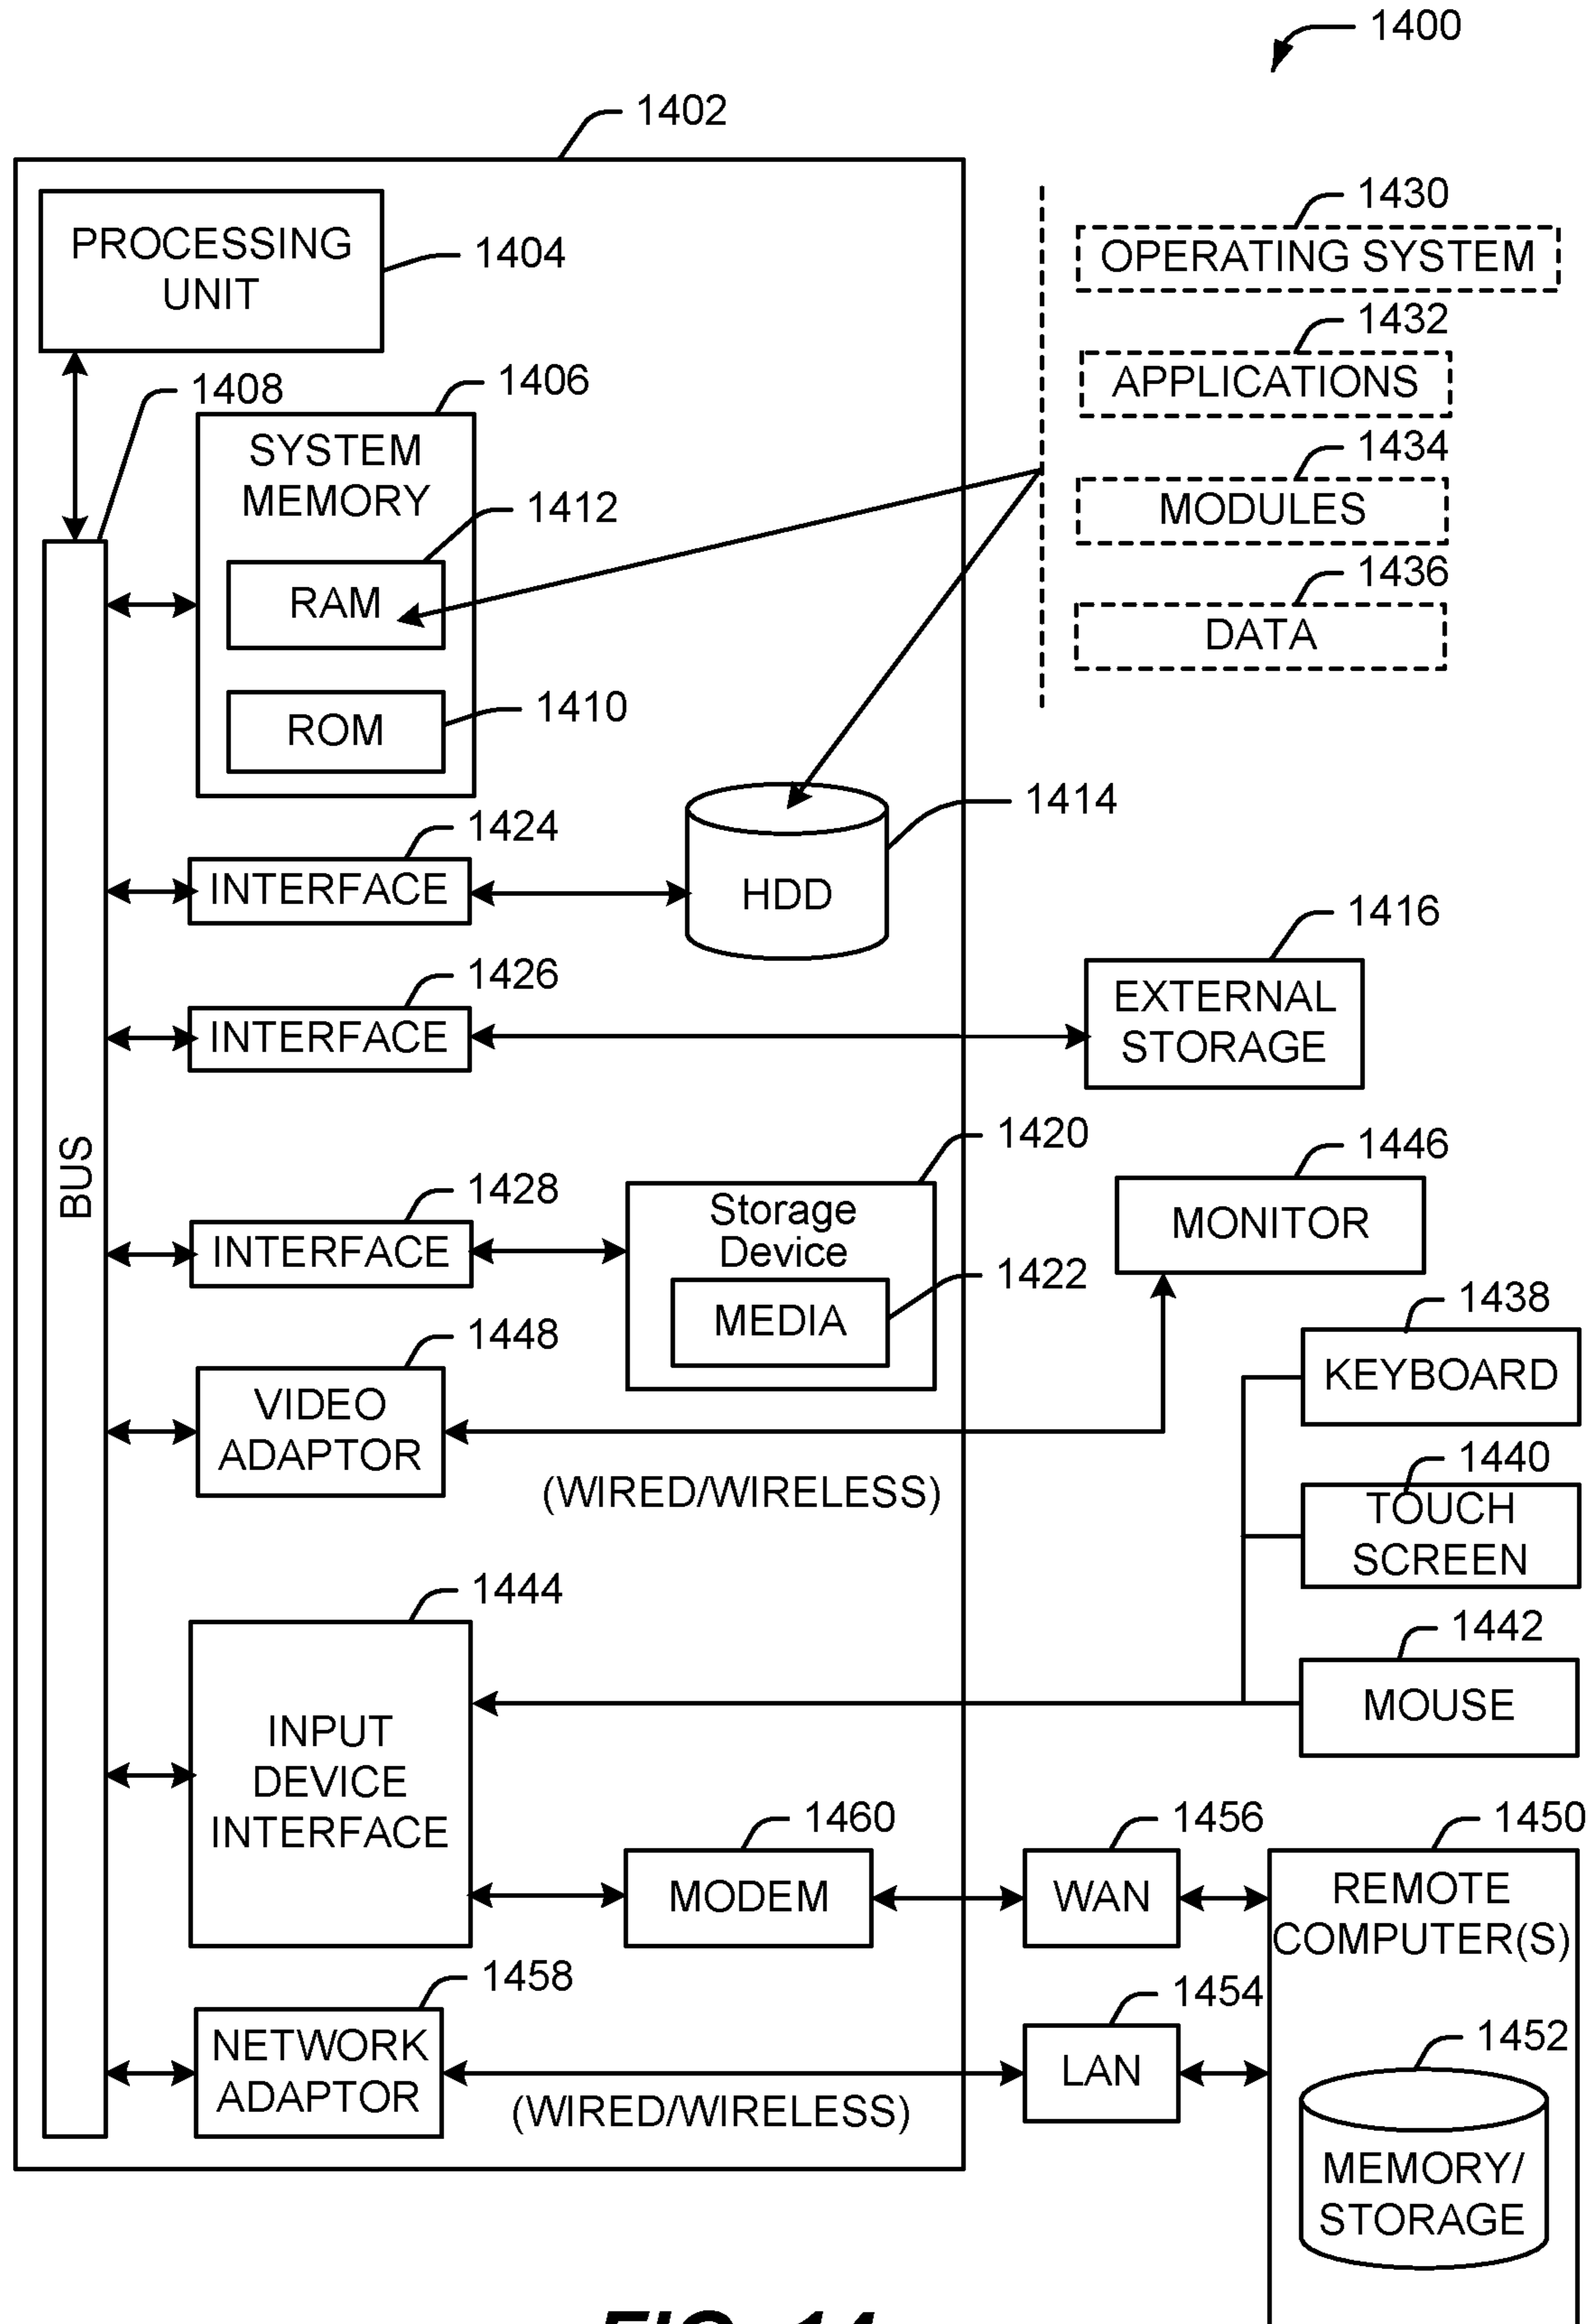 1400
1402
PROCESSING
UNIT
1404
1430
OPERATING SYSTEM
1432
APPLICATIONS
1434
MODULES
1436
DATA
1408
1406
SYSTEM
MEMORY
1412
RAM
1410
ROM
1424
INTERFACE
1414
HDD
1426
INTERFACE
1416
EXTERNAL
STORAGE
BUS
1428
INTERFACE
1420
Storage
Device
1422
MEDIA
1446
MONITOR
1448
VIDEO
ADAPTOR
(WIRED/WIRELESS)
1438
KEYBOARD
1440
TOUCH
SCREEN
1442
MOUSE
1444
INPUT
DEVICE
INTERFACE
1460
MODEM
1456
WAN
1450
REMOTE
COMPUTER(S)
1458
NETWORK
ADAPTOR
(WIRED/WIRELESS)
1454
LAN
1452
MEMORY/
STORAGE
FIG. 14